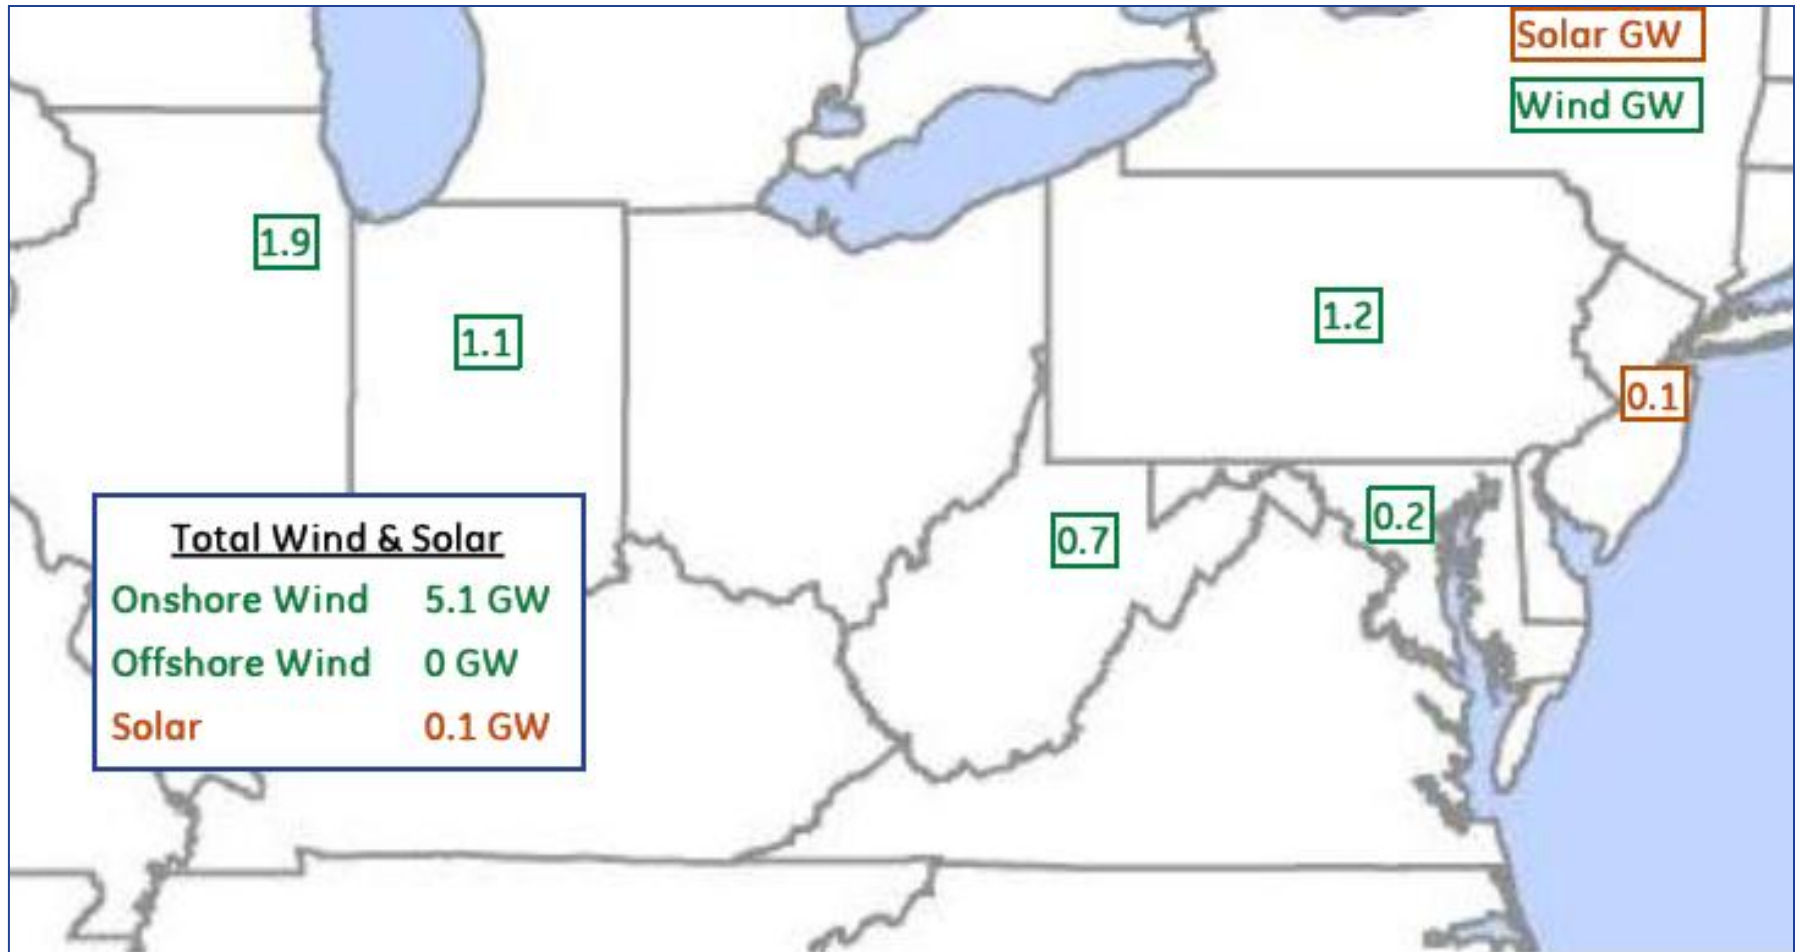 Solar GW
Wind GW
1.9
1.1
1.2
0.1
0.7
0.2
Total Wind & Solar
Onshore Wind 5.1 GW
Offshore Wind 0 GW
Solar 0.1 GW